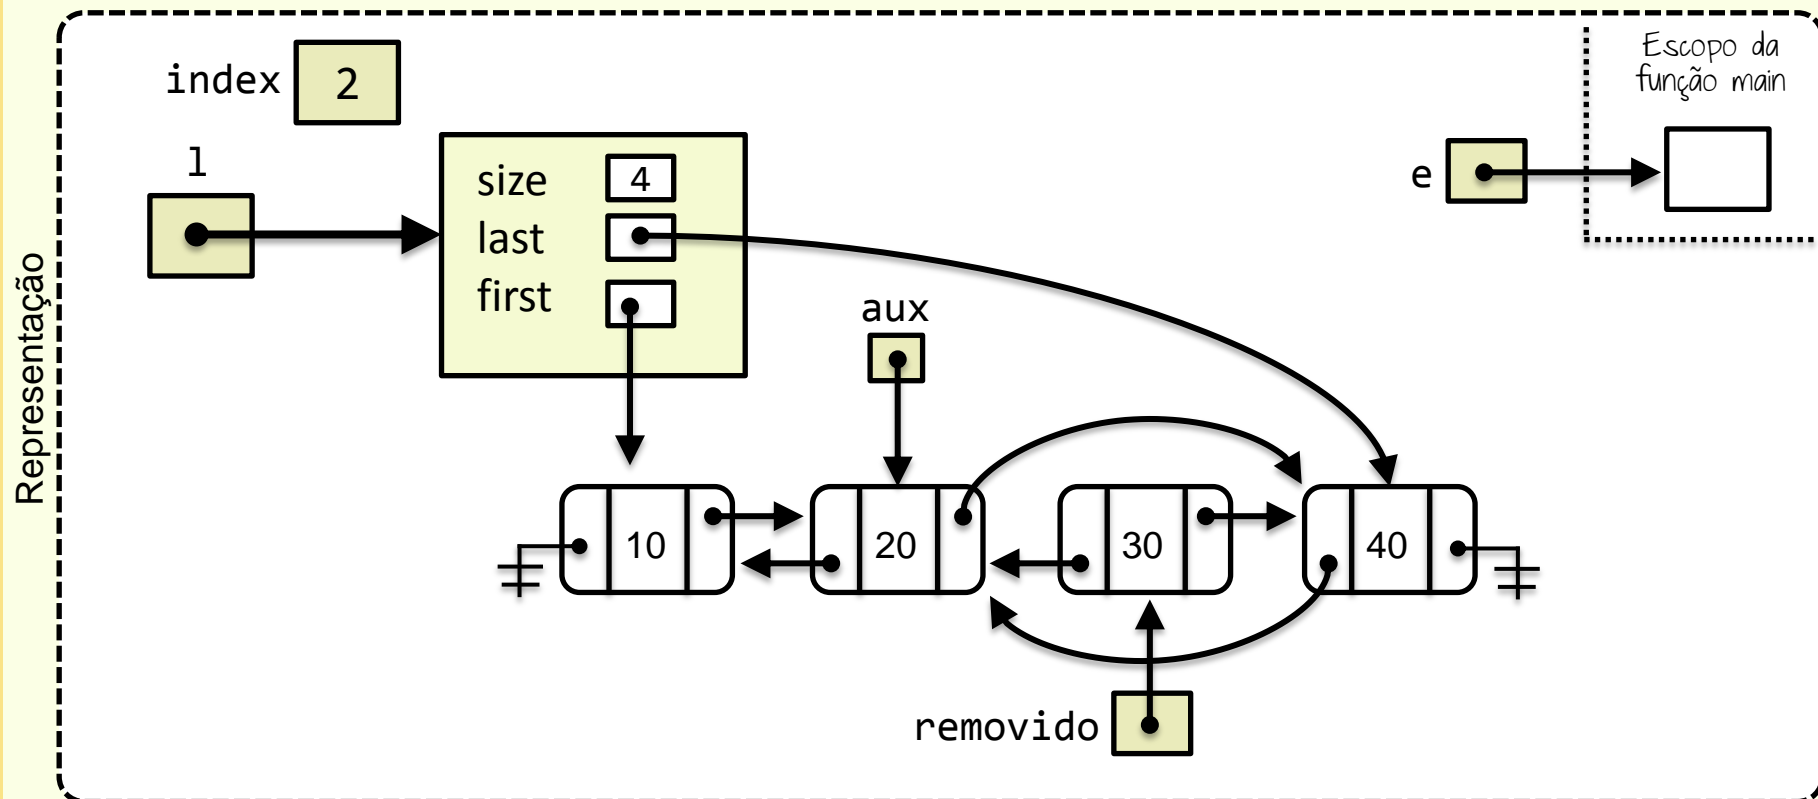 Representação
index 2
Escopo da
função main
l
e
size 4
last
first
aux
10 20 30 40
removido